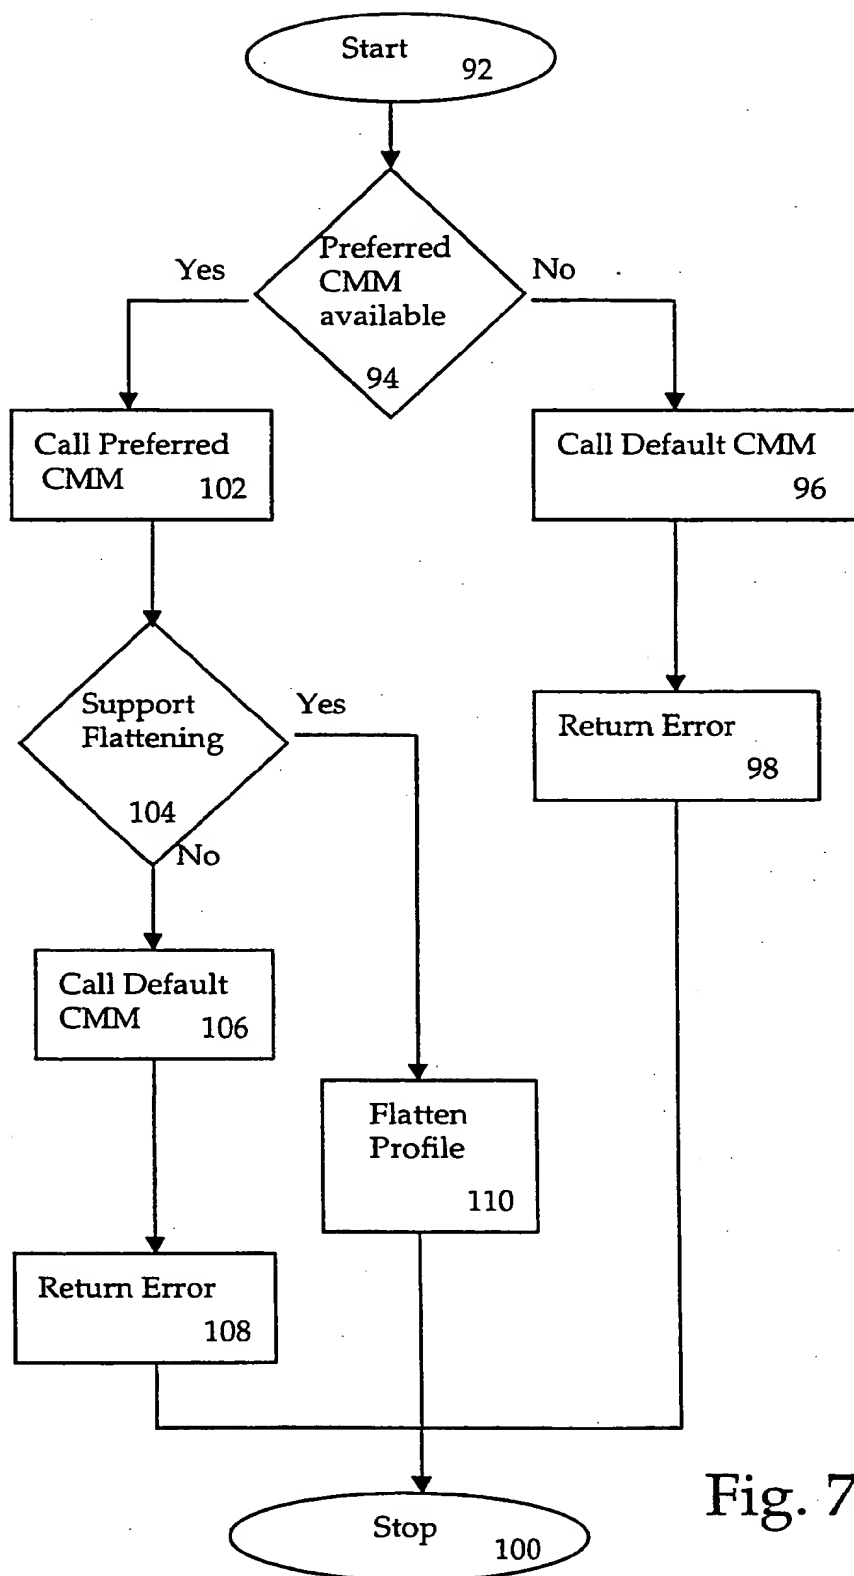 Start
92
Preferred
CMM
available
94
Yes
No
Call Preferred
CMM
102
Call Default CMM
96
Support
Flattening
104
Yes
No
Return Error
98
Call Default
CMM
106
Flatten
Profile
110
Return Error
108
Stop
100
Fig. 7